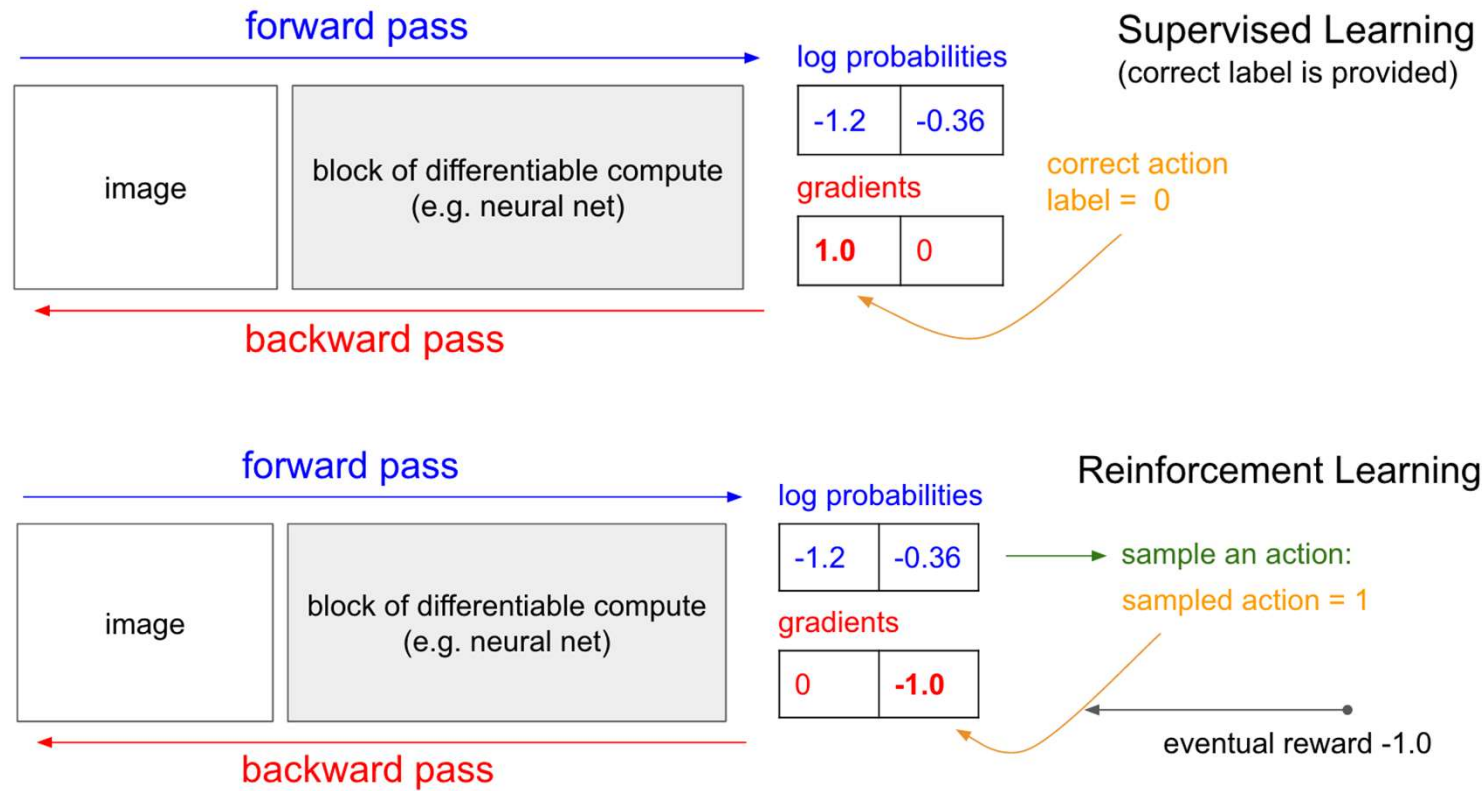 forward pass
Supervised Learning
(correct label is provided)
log probabilities
-1.2 -0.36
image
block of differentiable compute
(e.g. neural net)
gradients
1.0 0
correct action
label = 0
backward pass
forward pass
Reinforcement Learning
log probabilities
-1.2 -0.36
sample an action:
sampled action = 1
image
block of differentiable compute
(e.g. neural net)
gradients
0 -1.0
eventual reward -1.0
backward pass